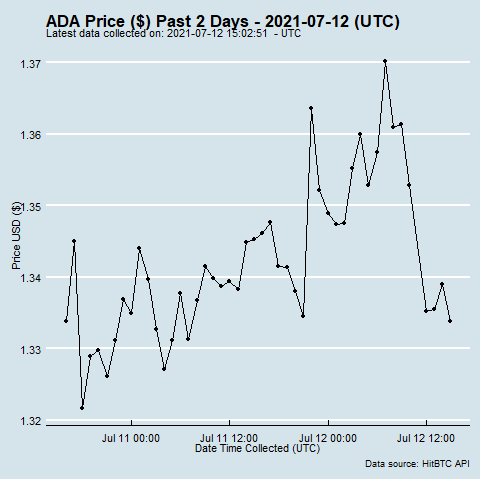 ADA Price ($) Past 2 Days - 2021-07-12 (UTC)
Latest data collected on: 2021-07-12 15:02:51  - UTC
1.37
1.36
1.35
Price USD ($)
1.34
1.33
1.32
Jul 11 00:00
Jul 11 12:00
Jul 12 00:00
Jul 12 12:00
Date Time Collected (UTC)
Data source: HitBTC API